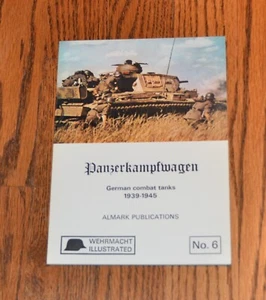 Panzerkampfwagen
German combat tanks
1939-1945
ALMARK PUBLICATIONS
WEHRMACHT
ILLUSTRATED
No. 6